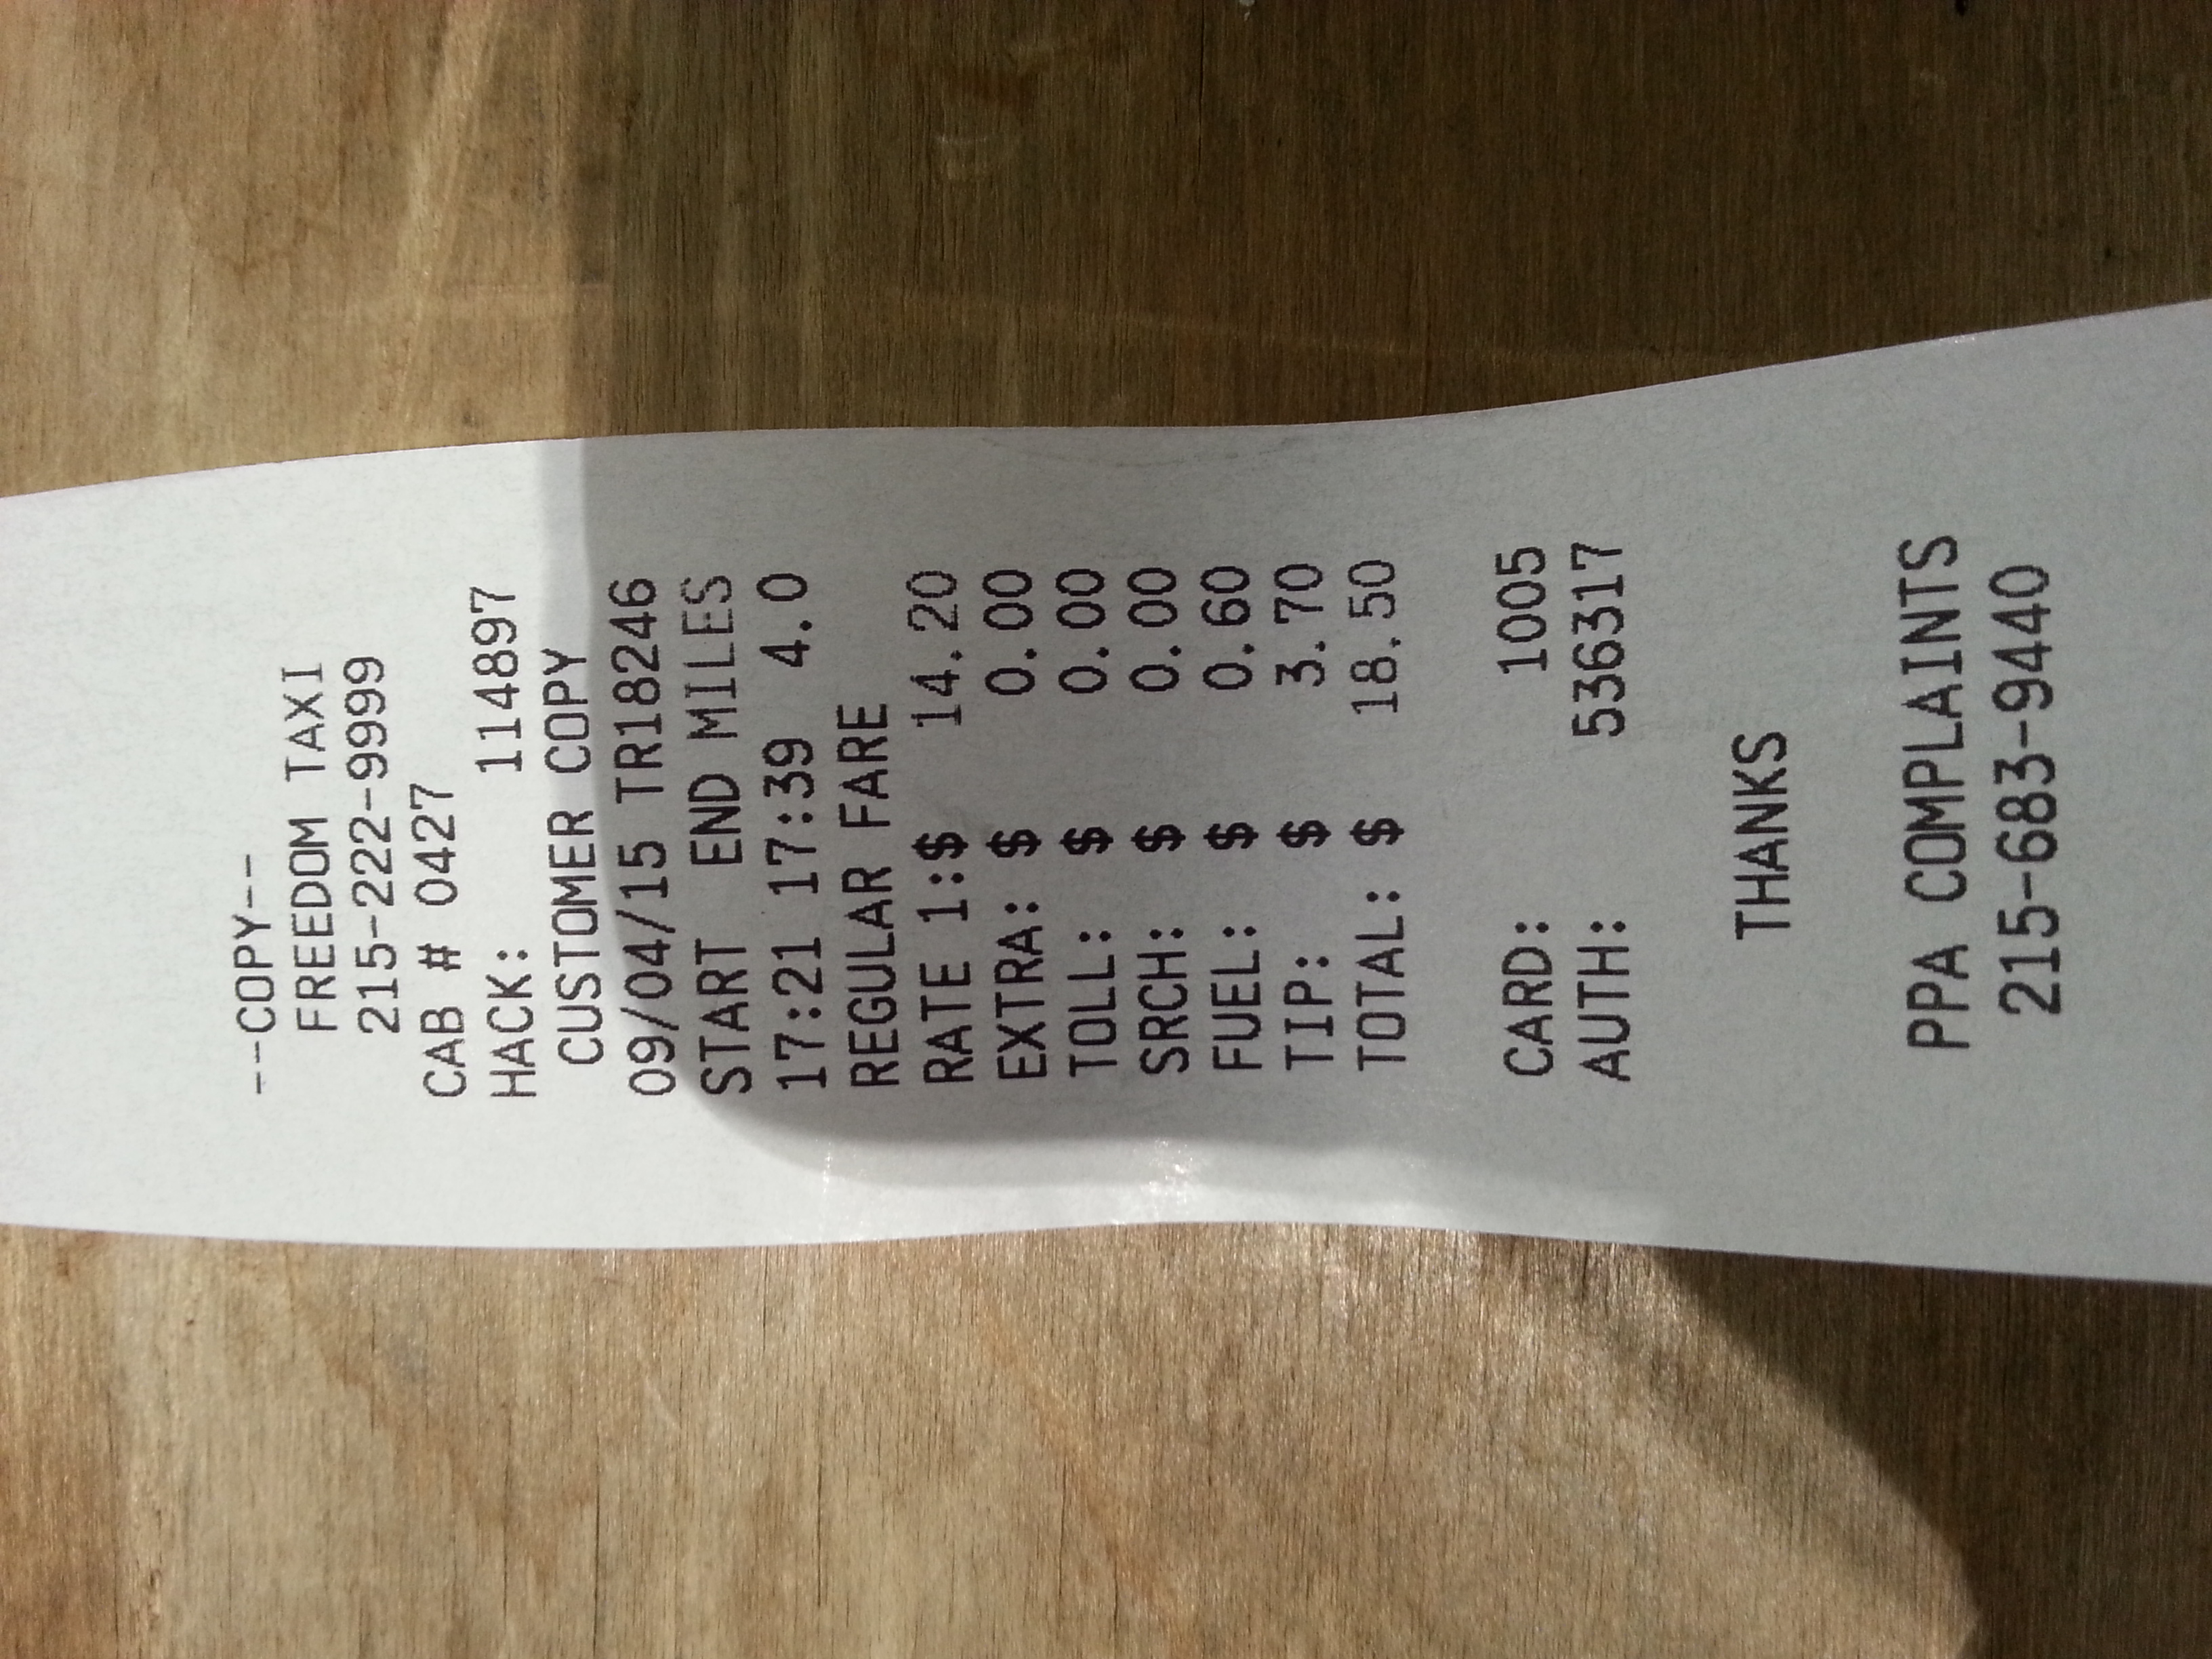 --COPY--
FREEDOM TAXI
215-222-9999
CAB # 0427
HACK: 114897
CUSTOMER COPY
09/04/15 TR18246
START END MILES
17:21 17:39 4.0
REGULAR FARE
RATE 1:$ 14.20
EXTRA: $ 0.00
TOLL: $ 0.00
SRCH: $ 0.00
FUEL: $ 0.60
TIP: $ 3.70
TOTAL: $ 18.50
CARD: 1005
AUTH: 536317
THANKS
PPA COMPLAINTS
215-683-9440